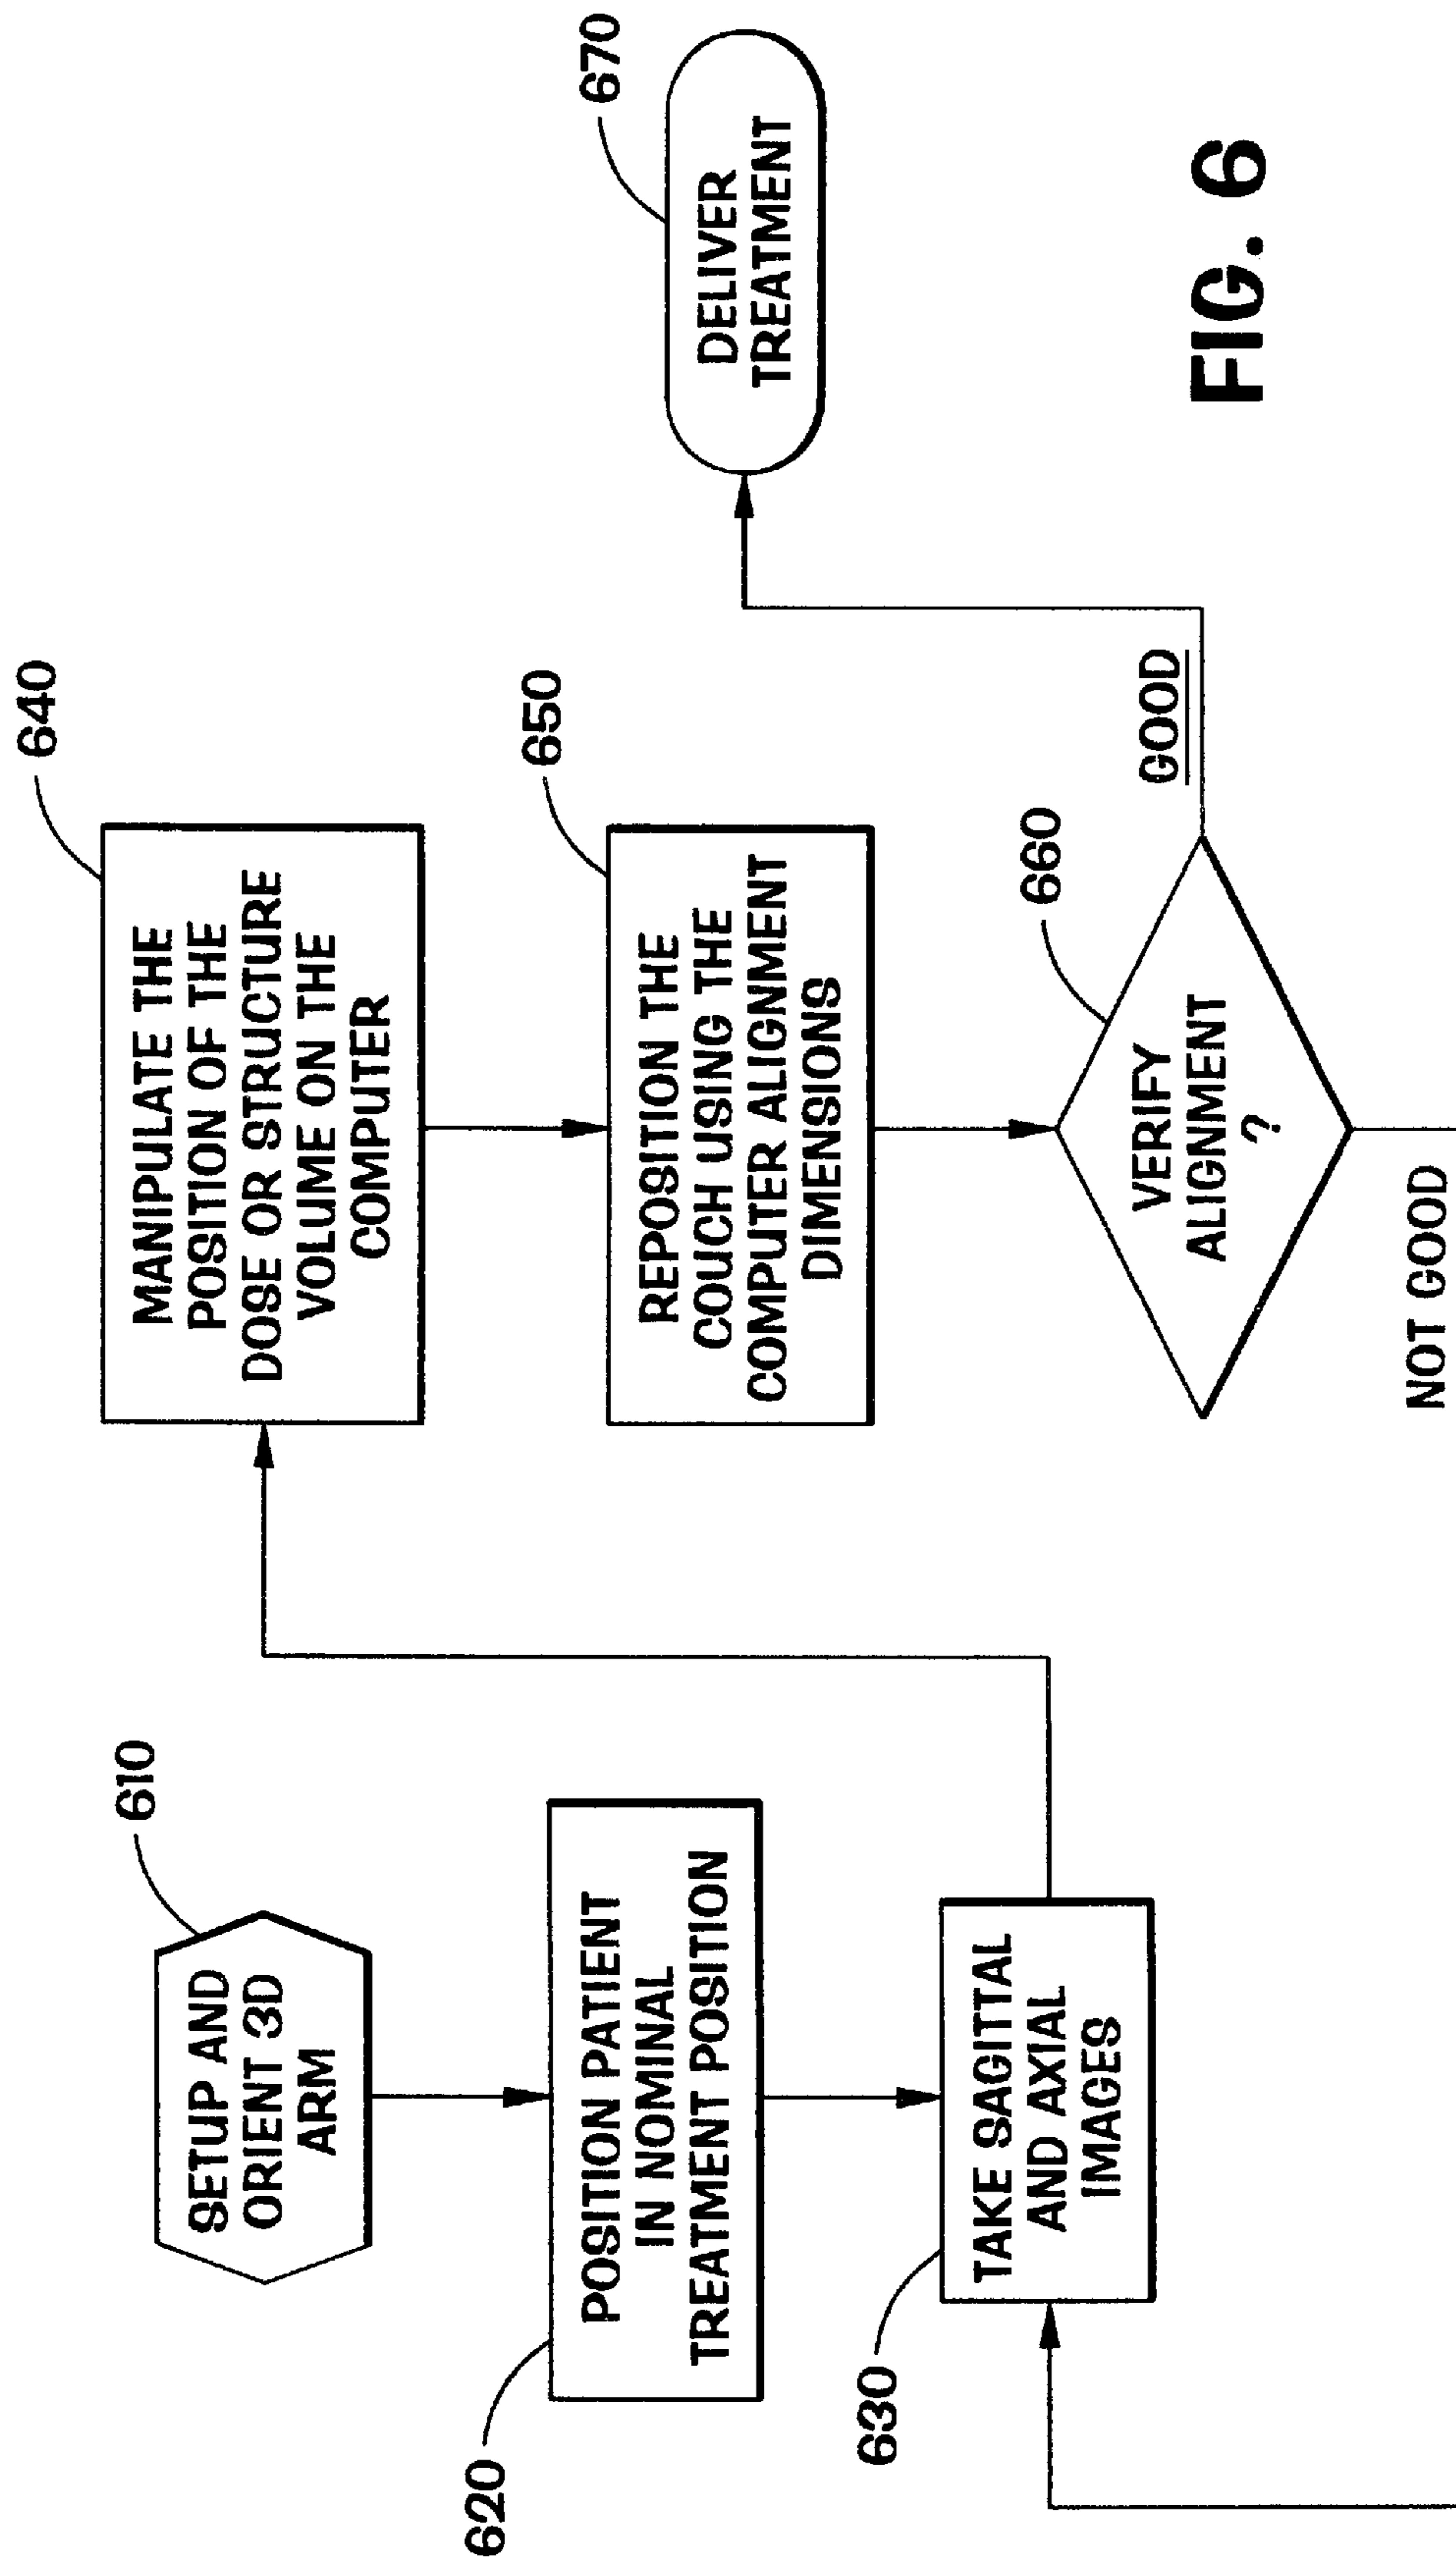 610
SETUP AND
ORIENT 3D
ARM
620
POSITION PATIENT
IN NOMINAL
TREATMENT POSITION
630
TAKE SAGITTAL
AND AXIAL
IMAGES
640
MANIPULATE THE
POSITION OF THE
DOSE OR STRUCTURE
VOLUME ON THE
COMPUTER
650
REPOSITION THE
COUCH USING THE
COMPUTER ALIGNMENT
DIMENSIONS
660
VERIFY
ALIGNMENT
?
GOOD
NOT GOOD
670
DELIVER
TREATMENT
FIG. 6